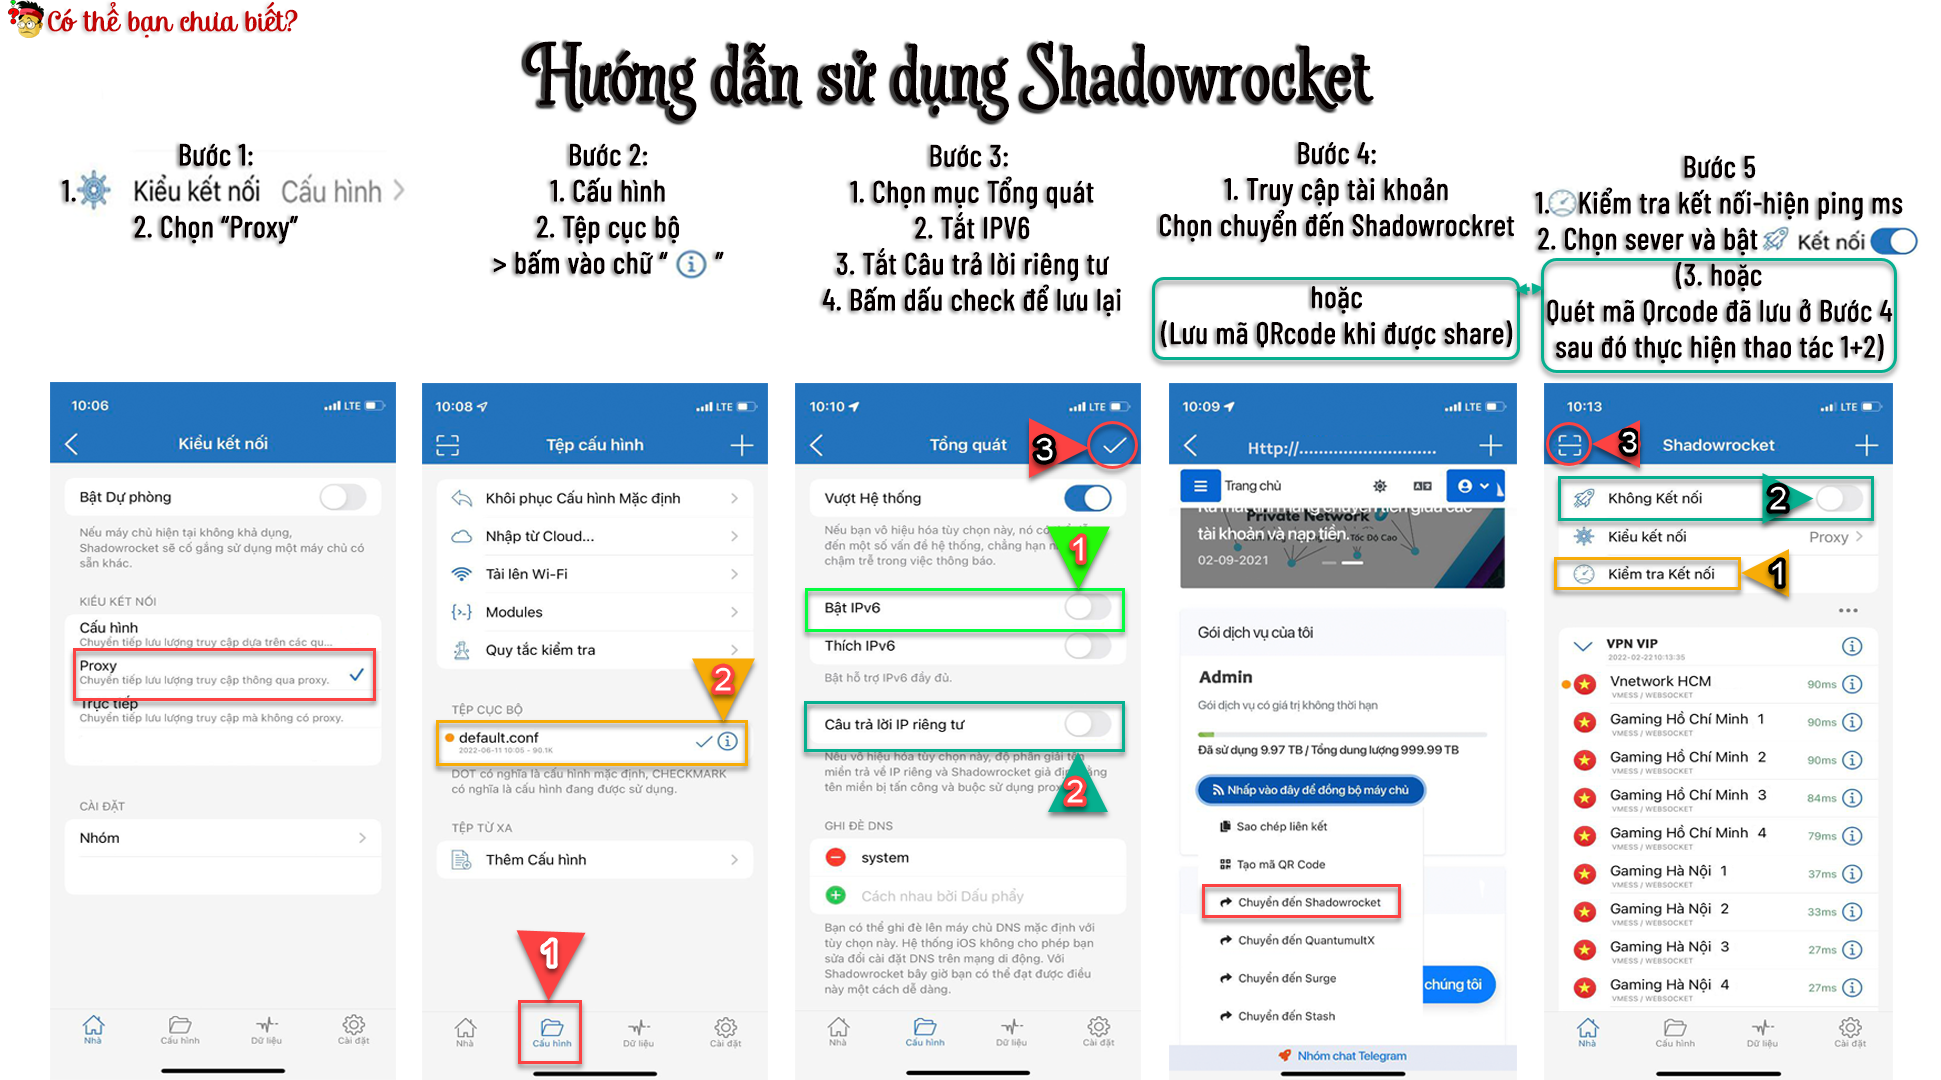 Có thể bạn chưa biết?
Hướng dẫn sử dụng Shadowrocket
Bước 1:
1. Kiểu kết nối Cấu hình
2. Chọn “Proxy”
Bước 2:
1. Cấu hình
2. Tệp cục bộ
> bấm vào chữ “ ⓘ ”
Bước 3:
1. Chọn mục Tổng quát
2. Tắt IPV6
3. Tắt Câu trả lời riêng tư
4. Bấm dấu check để lưu lại
Bước 4:
1. Truy cập tài khoản
Chọn chuyển đến Shadowrockret
hoặc
(Lưu mã QRcode khi được share)
Bước 5
1. Kiểm tra kết nối-hiện ping ms
2. Chọn sever và bật Kết nối
(3. hoặc
Quét mã Qrcode đã lưu ở Bước 4
sau đó thực hiện thao tác 1+2)
10:06
LTE
Kiểu kết nối
Bật Dự phòng
Nếu máy chủ hiện tại không khả dụng,
Shadowrocket sẽ cố gắng sử dụng một máy chủ có
sẵn khác.
KIỂU KẾT NỐI
Cấu hình
Chuyển tiếp lưu lượng truy cập dựa trên các qu...
Proxy
Chuyển tiếp lưu lượng truy cập thông qua proxy.
Trực tiếp
Chuyển tiếp lưu lượng truy cập mà không có proxy.
CÀI ĐẶT
Nhóm
Nhà
Cấu hình
Dữ liệu
Cài đặt
10:08
LTE
Tệp cấu hình
Khôi phục Cấu hình Mặc định
Nhập từ Cloud...
Tải lên Wi-Fi
Modules
Quy tắc kiểm tra
2
TỆP CỤC BỘ
default.conf
2022-06-11 10:05 - 90.1K
DOT có nghĩa là cấu hình mặc định, CHECKMARK
có nghĩa là cấu hình đang được sử dụng.
TỆP TỪ XA
Thêm Cấu hình
1
Nhà
Cấu hình
Dữ liệu
Cài đặt
10:10
LTE
Tổng quát
3
Vượt Hệ thống
Nếu bạn vô hiệu hóa tùy chọn này, nó có
đến một số vấn đề hệ thống, chẳng hạn n
chậm trễ trong việc thông báo.
1
Bật IPv6
Thích IPv6
Bật hỗ trợ IPv6 đầy đủ.
Câu trả lời IP riêng tư
Nếu vô hiệu hóa tùy chọn này, độ phân giải tên
miền trả về IP riêng và Shadowrocket giả định rằng
tên miền bị tấn công và buộc sử dụng prox
2
GHI ĐÈ DNS
system
Cách nhau bởi Dấu phẩy
Bạn có thể ghi đè lên máy chủ DNS mặc định với
tùy chọn này. Hệ thống iOS không cho phép bạn
sửa đổi cài đặt DNS trên mạng di động. Với
Shadowrocket bây giờ bạn có thể đạt được điều
này một cách dễ dàng.
Nhà
Cấu hình
Dữ liệu
Cài đặt
10:09
LTE
Http://...........................
Trang chủ
Ra mắt tính năng chuyển tiền giữa các
Private Network
tài khoản và nạp tiền.
Tốc Độ Cao
02-09-2021
Gói dịch vụ của tôi
Admin
Gói dịch vụ có giá trị không thời hạn
Đã sử dụng 9.97 TB / Tổng dung lượng 999.99 TB
Nhấp vào đây để đồng bộ máy chủ
Sao chép liên kết
Tạo mã QR Code
Chuyển đến Shadowrocket
Chuyển đến QuantumultX
Chuyển đến Surge
Chuyển đến Stash
chúng tôi
Nhóm chat Telegram
10:13
LTE
3
Shadowrocket
Không Kết nối
2
Kiểu kết nối Proxy
Kiểm tra Kết nối
1
VPN VIP
2022-02-22 10:13:35
Vnetwork HCM 90ms
VMESS / WEBSOCKET
Gaming Hồ Chí Minh 1 90ms
VMESS / WEBSOCKET
Gaming Hồ Chí Minh 2 90ms
VMESS / WEBSOCKET
Gaming Hồ Chí Minh 3 84ms
VMESS / WEBSOCKET
Gaming Hồ Chí Minh 4 79ms
VMESS / WEBSOCKET
Gaming Hà Nội 1 37ms
VMESS / WEBSOCKET
Gaming Hà Nội 2 33ms
VMESS / WEBSOCKET
Gaming Hà Nội 3 27ms
VMESS / WEBSOCKET
Gaming Hà Nội 4 27ms
VMESS / WEBSOCKET
Nhà
Cấu hình
Dữ liệu
Cài đặt